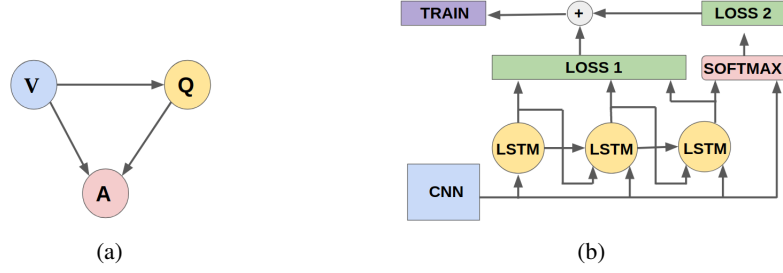 V
Q
A
(a)
TRAIN
+
LOSS 2
LOSS 1
SOFTMAX
LSTM
LSTM
LSTM
CNN
(b)